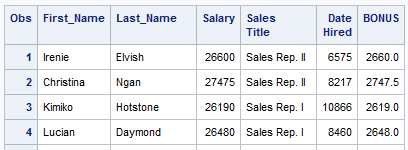 Obs First_Name Last_Name Salary Sales Title Date Hired BONUS
1 Irenie Elvish 26600 Sales Rep. II 6575 2660.0
2 Christina Ngan 27475 Sales Rep. II 8217 2747.5
3 Kimiko Hotstone 26190 Sales Rep. I 10866 2619.0
4 Lucian Daymond 26480 Sales Rep. I 8460 2648.0